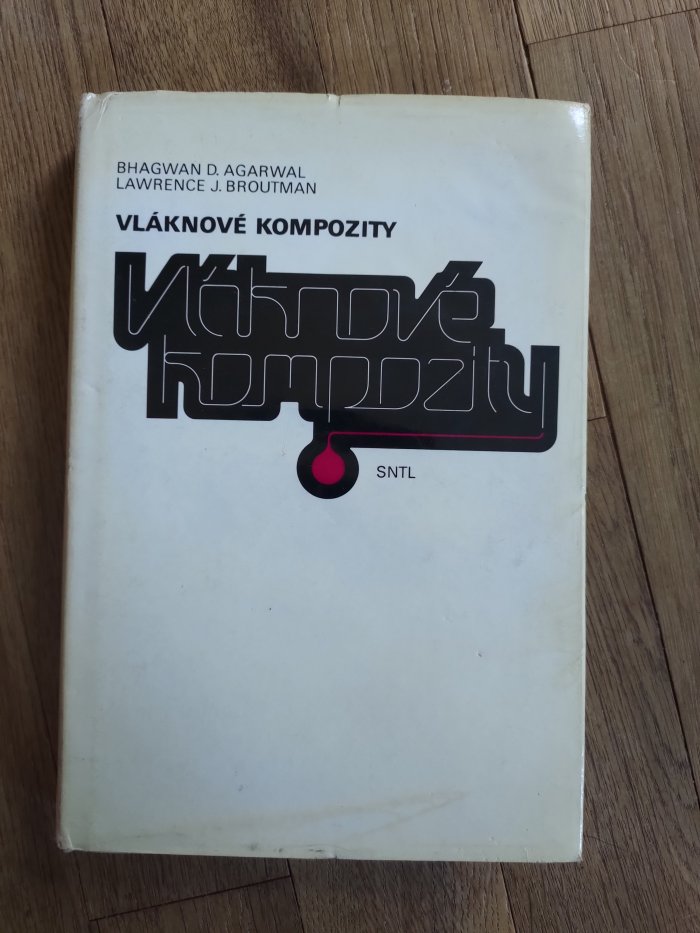 BHAGWAN D. AGARWAL
LAWRENCE J. BROUTMAN
VLÁKNOVÉ KOMPOZITY
Vláknové
kompozity
SNTL